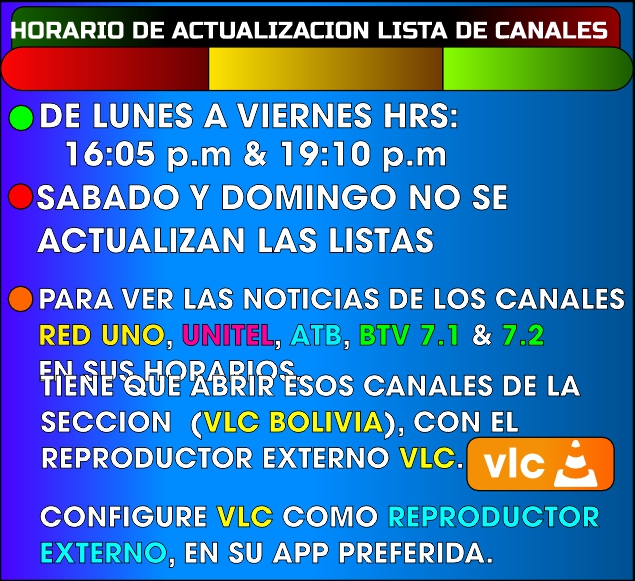 HORARIO DE ACTUALIZACION LISTA DE CANALES
DE LUNES A VIERNES HRS:
16:05 p.m & 19:10 p.m
SABADO Y DOMINGO NO SE
ACTUALIZAN LAS LISTAS
PARA VER LAS NOTICIAS DE LOS CANALES
RED UNO, UNITEL, ATB, BTV 7.1 & 7.2
EN SUS HORARIOS
TIENE QUE ABRIR ESOS CANALES DE LA
SECCION (VLC BOLIVIA), CON EL
REPRODUCTOR EXTERNO VLC.
vlc
CONFIGURE VLC COMO REPRODUCTOR
EXTERNO, EN SU APP PREFERIDA.